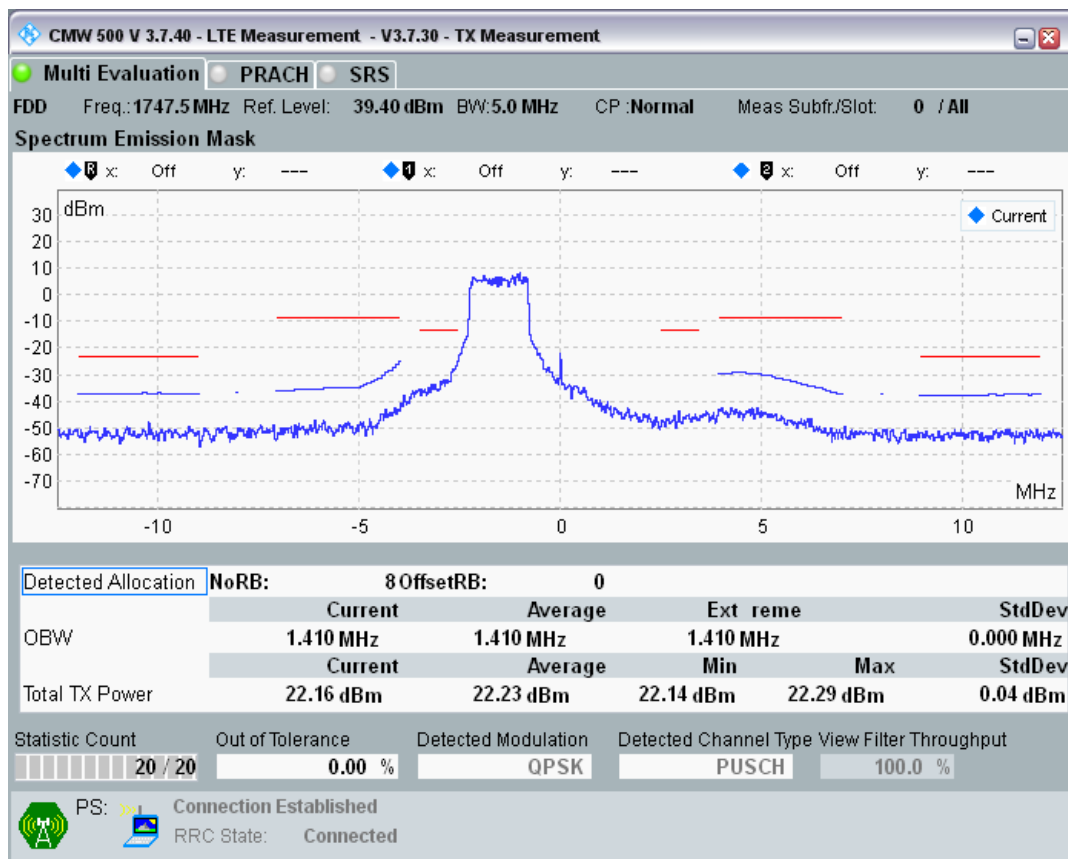 CMW 500 V 3.7.40 - LTE Measurement - V3.7.30 - TX Measurement
Multi Evaluation PRACH SRS
FDD Freq.:1747.5 MHz Ref. Level: 39.40 dBm BW:5.0 MHz CP :Normal Meas Subfr./Slot: 0 / All
Spectrum Emission Mask
R x: Off y: --- 1 x: Off y: --- 2 x: Off y: ---
dBm
Current
30
20
10
0
-10
-20
-30
-40
-50
-60
-70
MHz
-10 -5 0 5 10
Detected Allocation NoRB: 8 OffsetRB: 0
Current Average Ext reme StdDev
OBW 1.410 MHz 1.410 MHz 1.410 MHz 0.000 MHz
Current Average Min Max StdDev
Total TX Power 22.16 dBm 22.23 dBm 22.14 dBm 22.29 dBm 0.04 dBm
Statistic Count Out of Tolerance Detected Modulation Detected Channel Type View Filter Throughput
20 / 20 0.00 % QPSK PUSCH 100.0 %
PS: Connection Established
RRC State: Connected